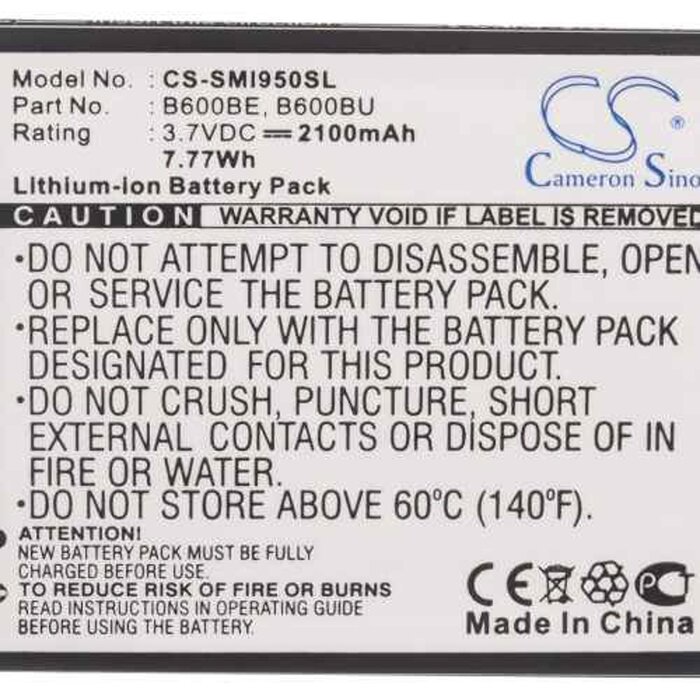 Model No. : CS-SMI950SL
Part No. : B600BE, B600BU
Rating : 3.7VDC 2100mAh
7.77Wh
Lithium-ion Battery Pack
CS ®
Cameron Sino
CAUTION WARRANTY VOID IF LABEL IS REMOVED
·DO NOT ATTEMPT TO DISASSEMBLE, OPEN
OR SERVICE THE BATTERY PACK.
·REPLACE ONLY WITH THE BATTERY PACK
DESIGNATED FOR THIS PRODUCT.
·DO NOT CRUSH, PUNCTURE, SHORT
EXTERNAL CONTACTS OR DISPOSE OF IN
FIRE OR WATER.
·DO NOT STORE ABOVE 60°C (140°F).
ATTENTION!
NEW BATTERY PACK MUST BE FULLY
CHARGED BEFORE USE.
TO REDUCE RISK OF FIRE OR BURNS
READ INSTRUCTIONS IN OPERATING GUIDE
BEFORE USING THE BATTERY.
CE PCT
Made In China